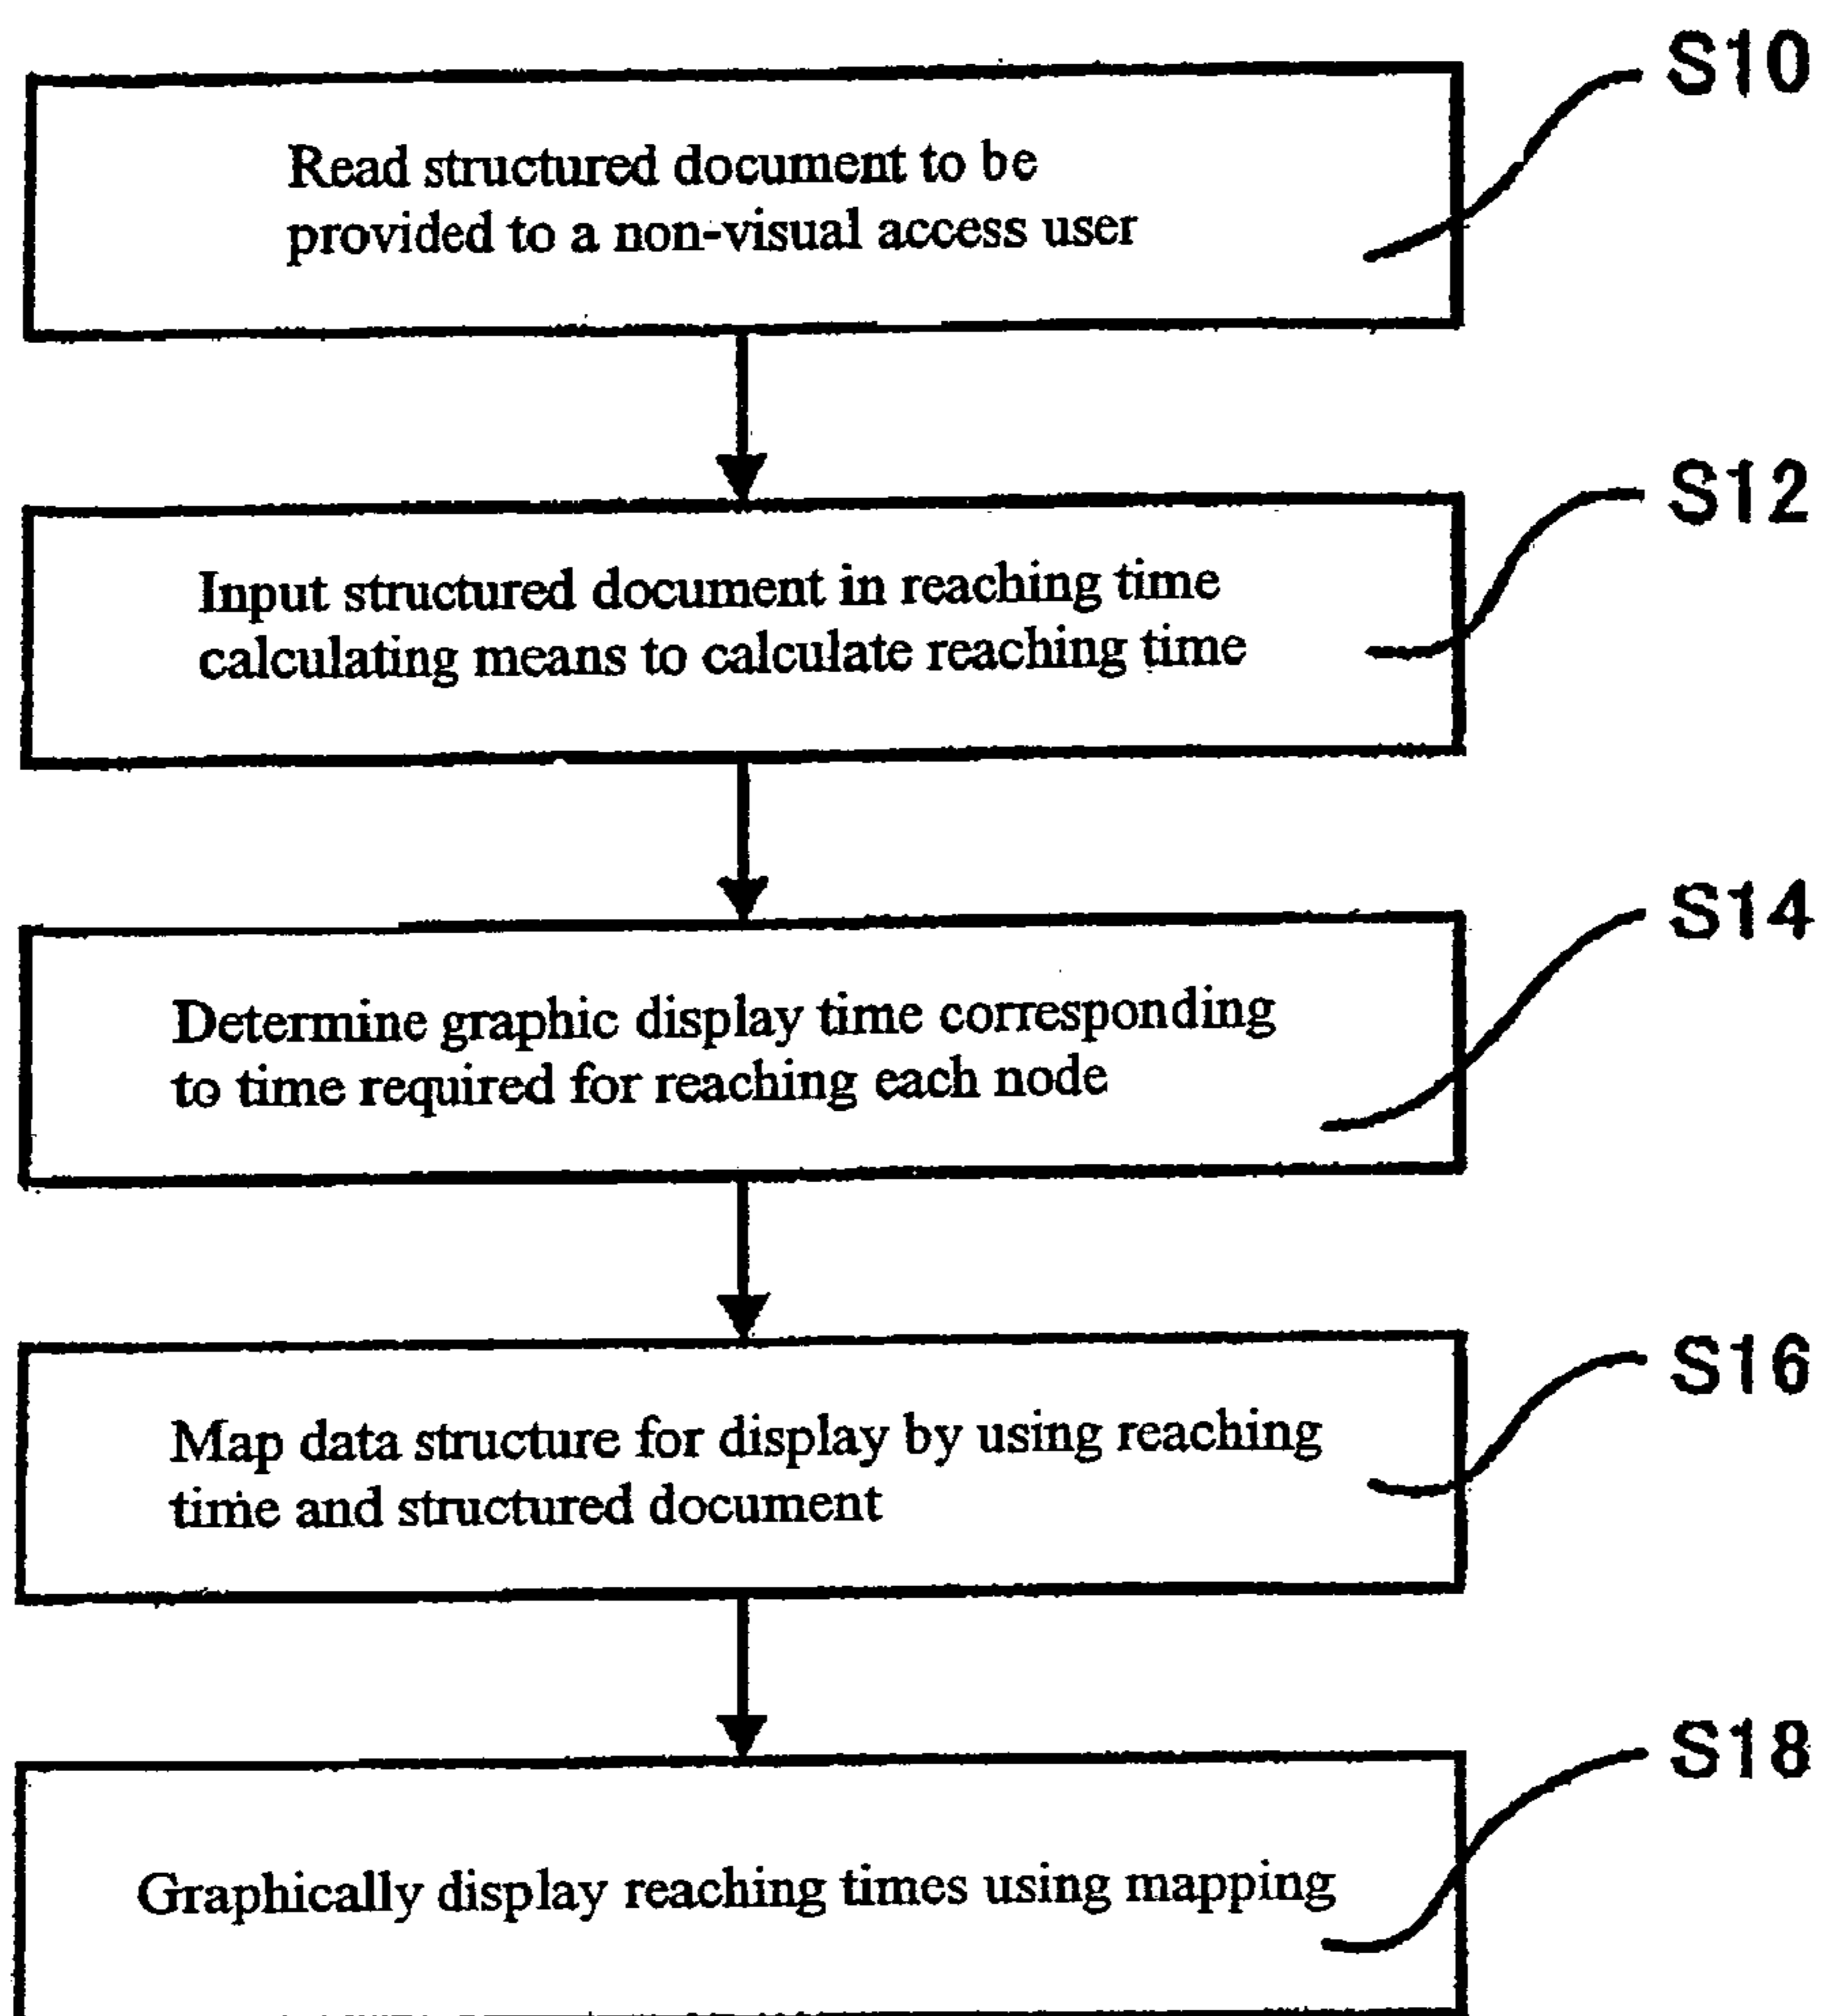 S10
Read structured document to be
provided to a non-visual access user
S12
Input structured document in reaching time
calculating means to calculate reaching time
S14
Determine graphic display time corresponding
to time required for reaching each node
S16
Map data structure for display by using reaching
time and structured document
S18
Graphically display reaching times using mapping